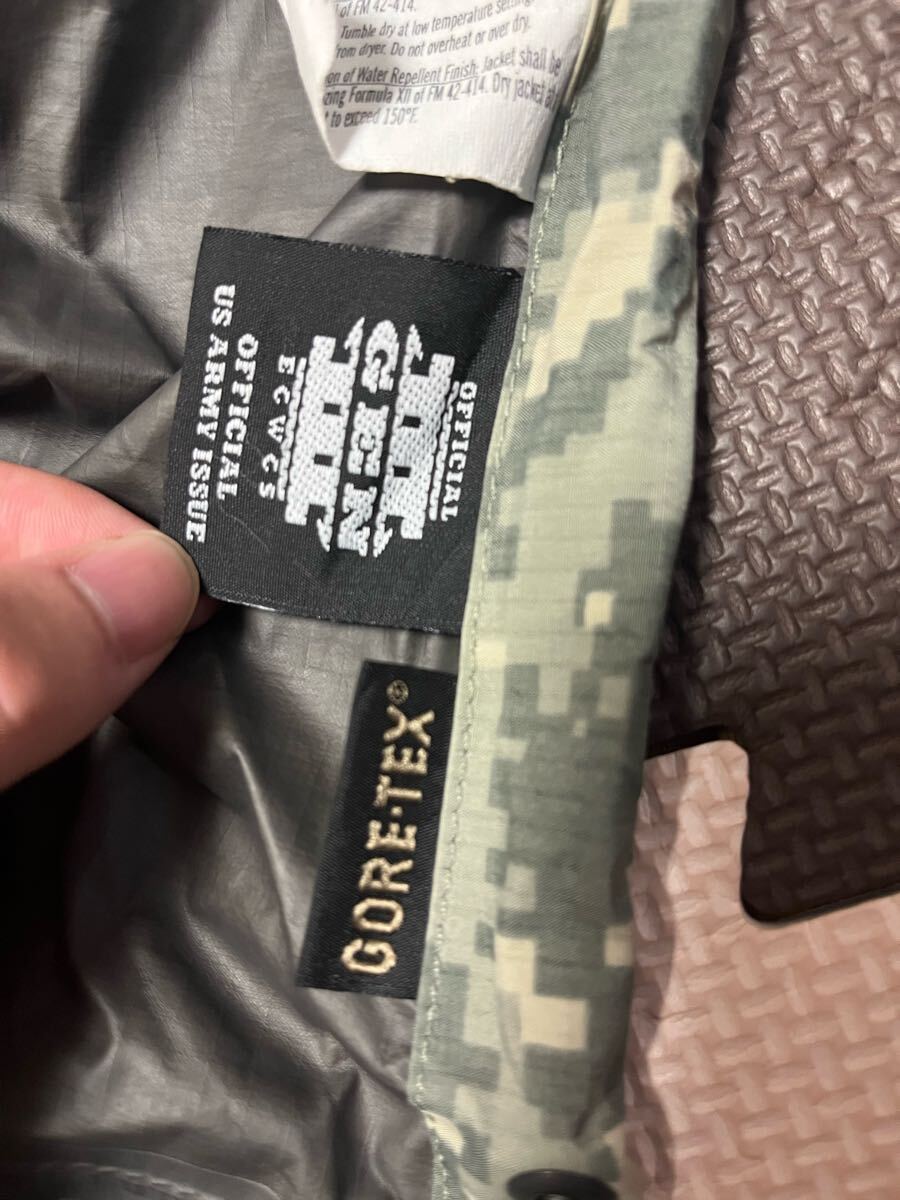 of FM 42-414.
Tumble dry at low temperature setting
from dryer. Do not overheat or over dry.
on of Water Repellent Finish: Jacket shall be
zing Formula XII of FM 42-414. Dry jacket at
to exceed 150°F.
OFFICIAL
GEN III
ECWCS
OFFICIAL
US ARMY ISSUE
GORE-TEX®